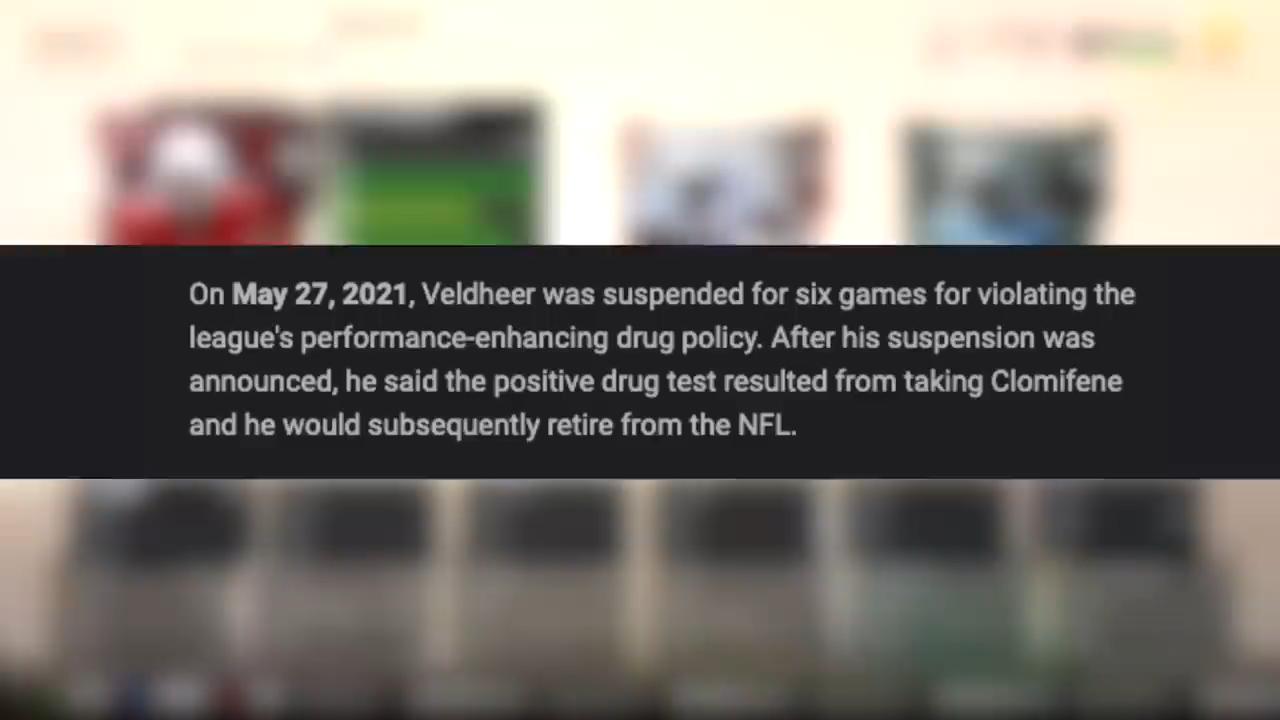 On May 27, 2021, Veldheer was suspended for six games for violating the
league's performance-enhancing drug policy. After his suspension was
announced, he said the positive drug test resulted from taking Clomifene
and he would subsequently retire from the NFL.